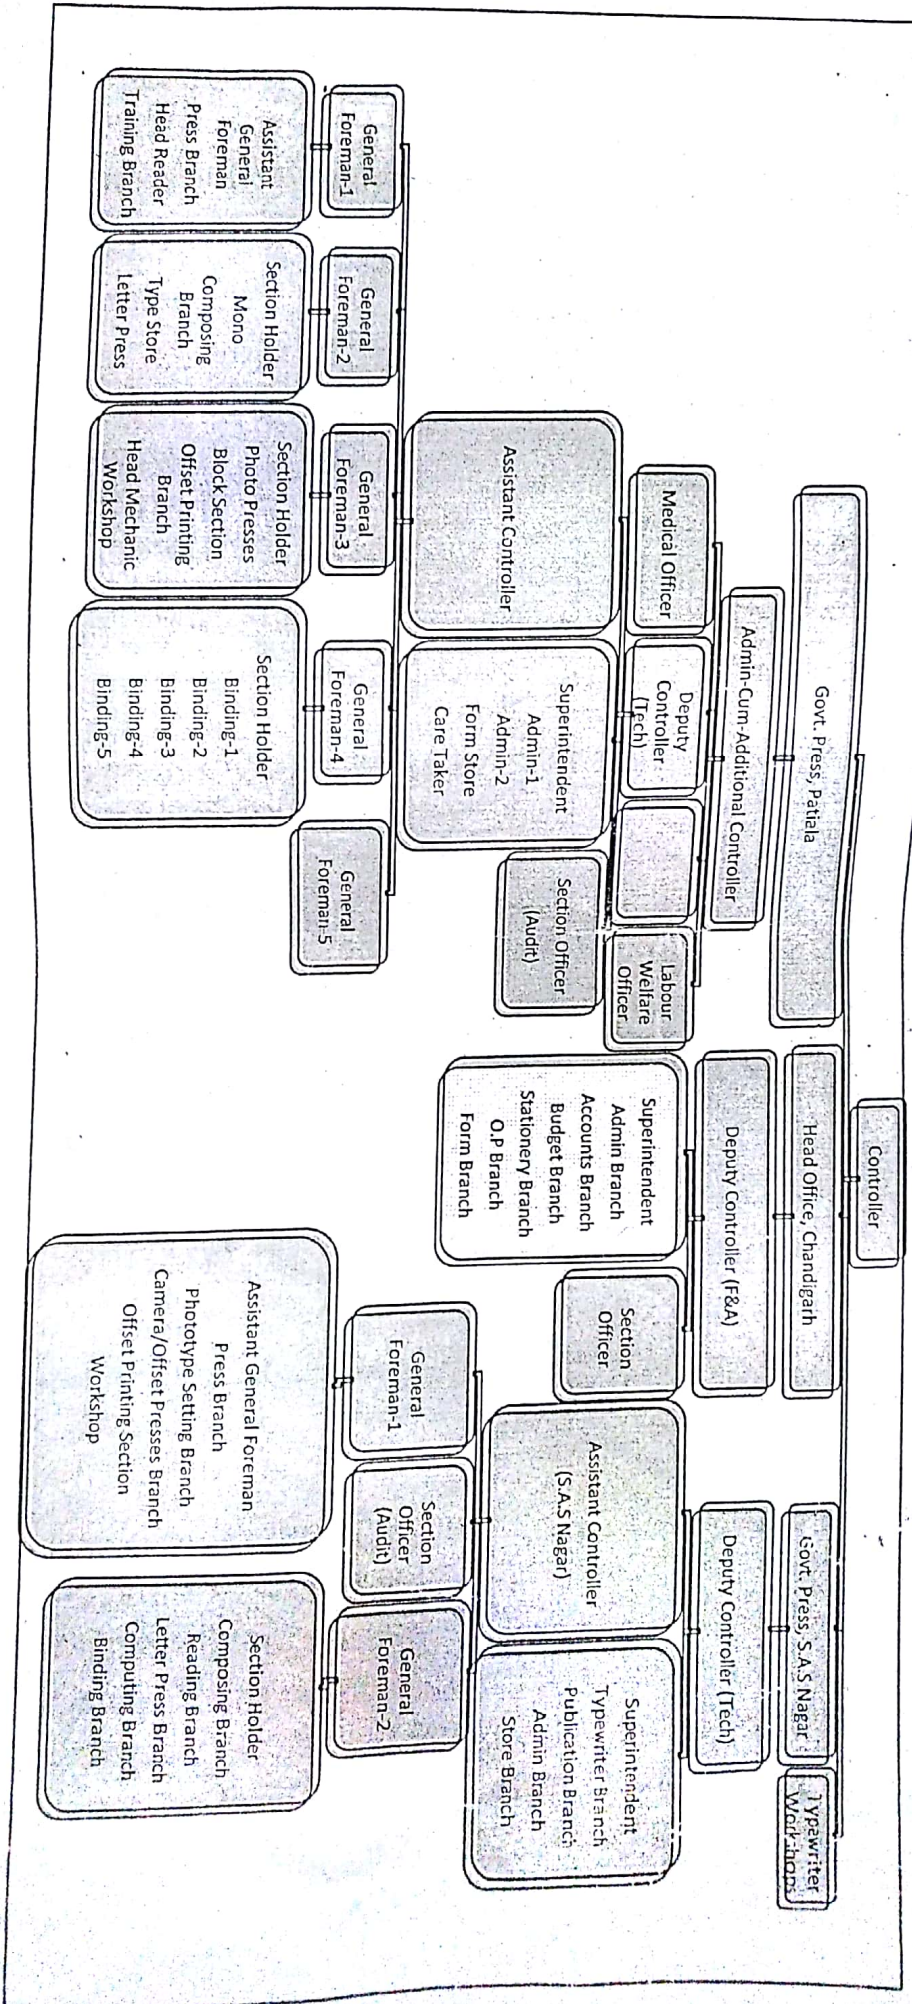 Controller
Govt. Press, Patiala
Head Office, Chandigarh
Govt. Press, S.A.S Nagar
Typewriter
Workshops
Admin-Cum-Additional Controller
Deputy Controller (F&A)
Deputy Controller (Tech)
Medical Officer
Deputy
Controller
(Tech)
Labour
Welfare
Officer
Superintendent
Admin Branch
Accounts Branch
Budget Branch
Stationery Branch
O.P Branch
Form Branch
Section
Officer
Assistant Controller
(S.A.S Nagar)
Superintendent
Typewriter Branch
Publication Branch
Admin Branch
Store Branch
Assistant Controller
Superintendent
Admin-1
Admin-2
Form Store
Care Taker
Section Officer
(Audit)
General
Foreman-1
Section
Officer
(Audit)
General
Foreman-2
General
Foreman-1
General
Foreman-2
General
Foreman-3
General
Foreman-4
General
Foreman-5
Assistant General Foreman
Press Branch
Phototype Setting Branch
Camera/Offset Presses Branch
Offset Printing Section
Workshop
Section Holder
Composing Branch
Reading Branch
Letter Press Branch
Computing Branch
Binding Branch
Assistant
General
Foreman
Press Branch
Head Reader
Training Branch
Section Holder
Mono
Composing
Branch
Type Store
Letter Press
Section Holder
Photo Presses
Block Section
Offset Printing
Branch
Head Mechanic
Workshop
Section Holder
Binding-1
Binding-2
Binding-3
Binding-4
Binding-5